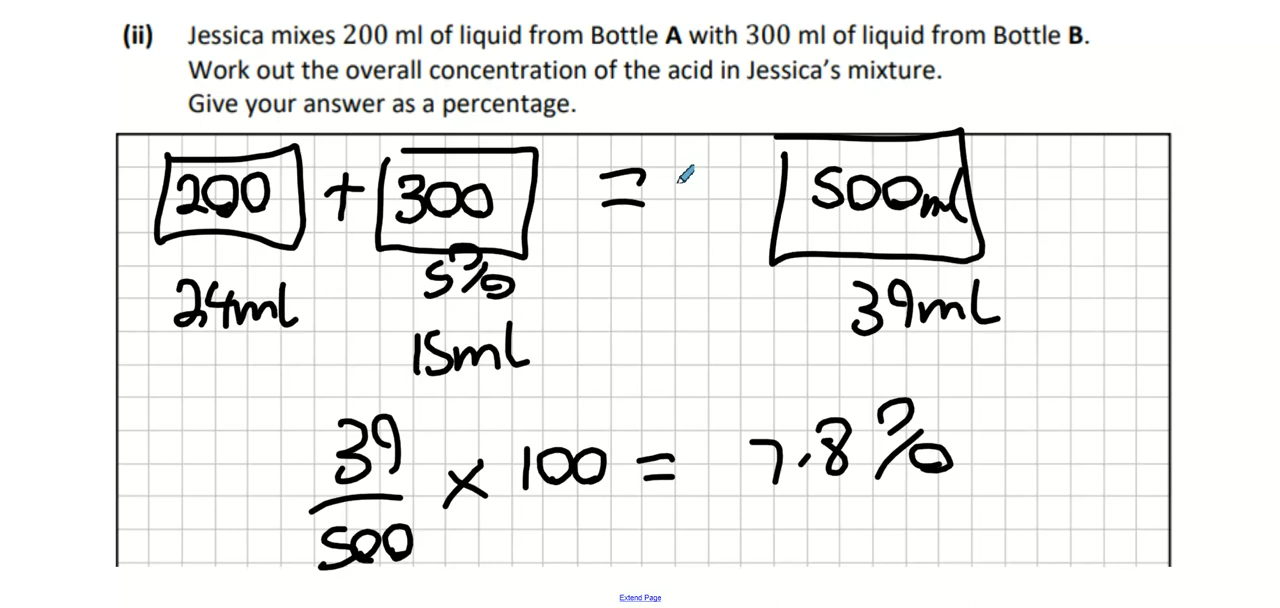 (ii) Jessica mixes 200 ml of liquid from Bottle A with 300 ml of liquid from Bottle B.
Work out the overall concentration of the acid in Jessica's mixture.
Give your answer as a percentage.
200 + 300 = 500ml
5%
24ml 39ml
15ml
39/500 × 100 = 7.8%
Extend Page